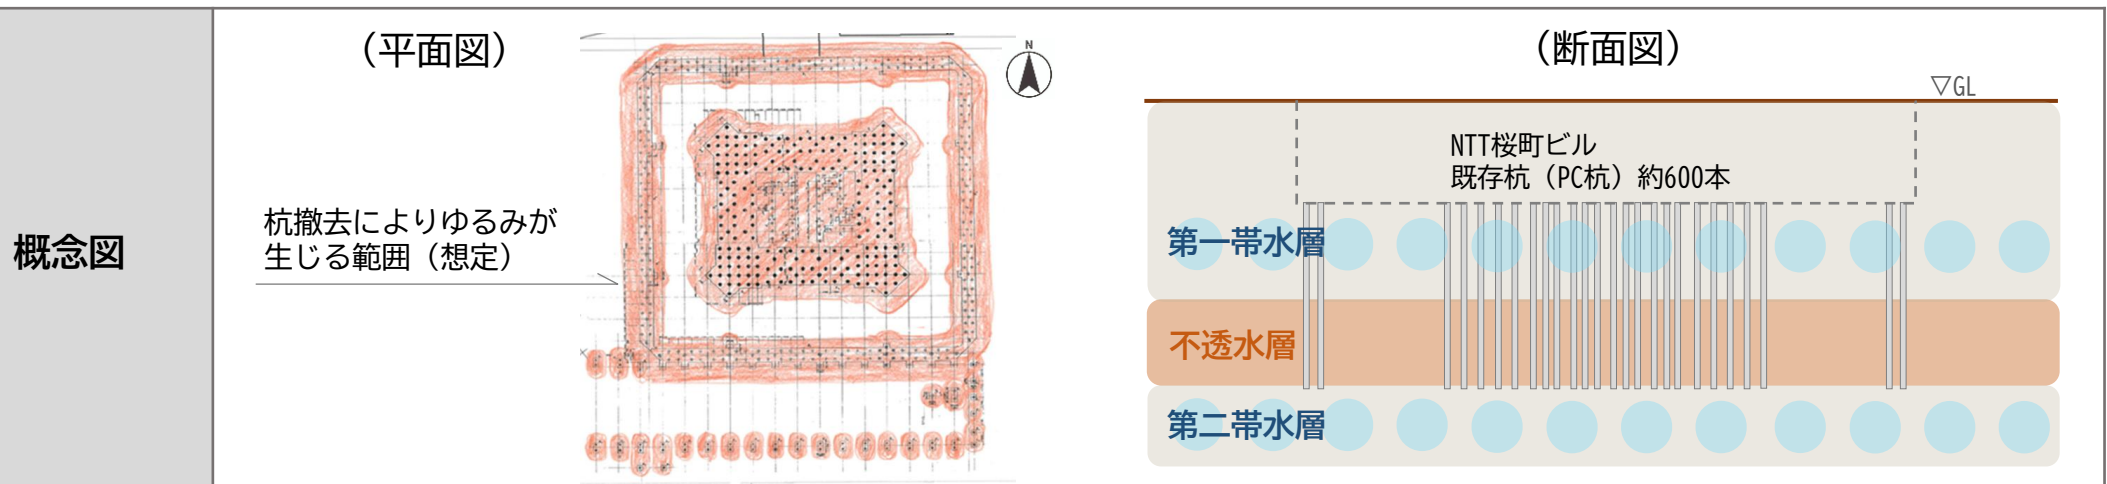 概念図
（平面図）
N
杭撤去によりゆるみが
生じる範囲（想定）
（断面図）
▽GL
NTT桜町ビル
既存杭（PC杭）約600本
第一帯水層
不透水層
第二帯水層